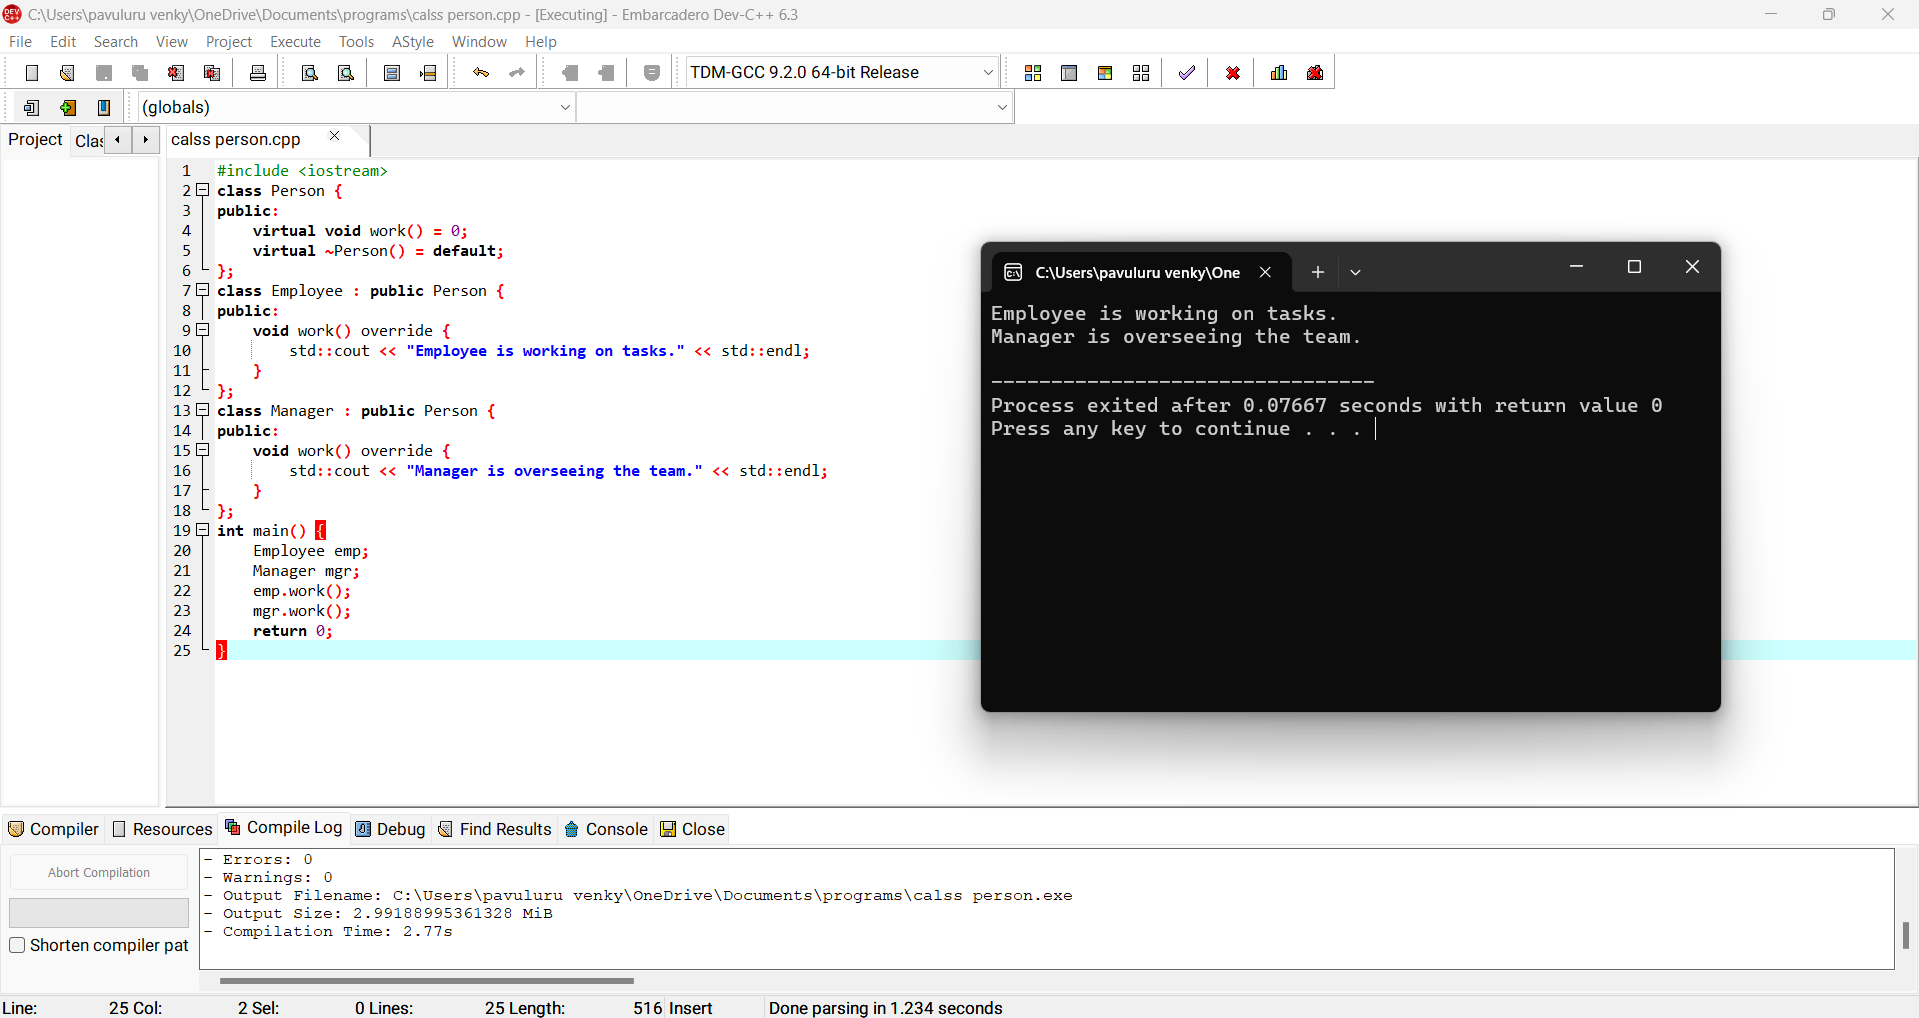 C:\Users\pavuluru venky\OneDrive\Documents\programs\calss person.cpp - [Executing] - Embarcadero Dev-C++ 6.3
File Edit Search View Project Execute Tools AStyle Window Help
TDM-GCC 9.2.0 64-bit Release
(globals)
Project Clas calss person.cpp
1 #include <iostream>
2 class Person {
3 public:
4     virtual void work() = 0;
5     virtual ~Person() = default;
6 };
7 class Employee : public Person {
8 public:
9     void work() override {
10         std::cout << "Employee is working on tasks." << std::endl;
11     }
12 };
13 class Manager : public Person {
14 public:
15     void work() override {
16         std::cout << "Manager is overseeing the team." << std::endl;
17     }
18 };
19 int main() {
20     Employee emp;
21     Manager mgr;
22     emp.work();
23     mgr.work();
24     return 0;
25 }
C:\Users\pavuluru venky\One
Employee is working on tasks.
Manager is overseeing the team.
--------------------------------
Process exited after 0.07667 seconds with return value 0
Press any key to continue . . .
Compiler Resources Compile Log Debug Find Results Console Close
Abort Compilation
Shorten compiler pat
- Errors: 0
- Warnings: 0
- Output Filename: C:\Users\pavuluru venky\OneDrive\Documents\programs\calss person.exe
- Output Size: 2.99188995361328 MiB
- Compilation Time: 2.77s
Line: 25 Col: 2 Sel: 0 Lines: 25 Length: 516 Insert Done parsing in 1.234 seconds